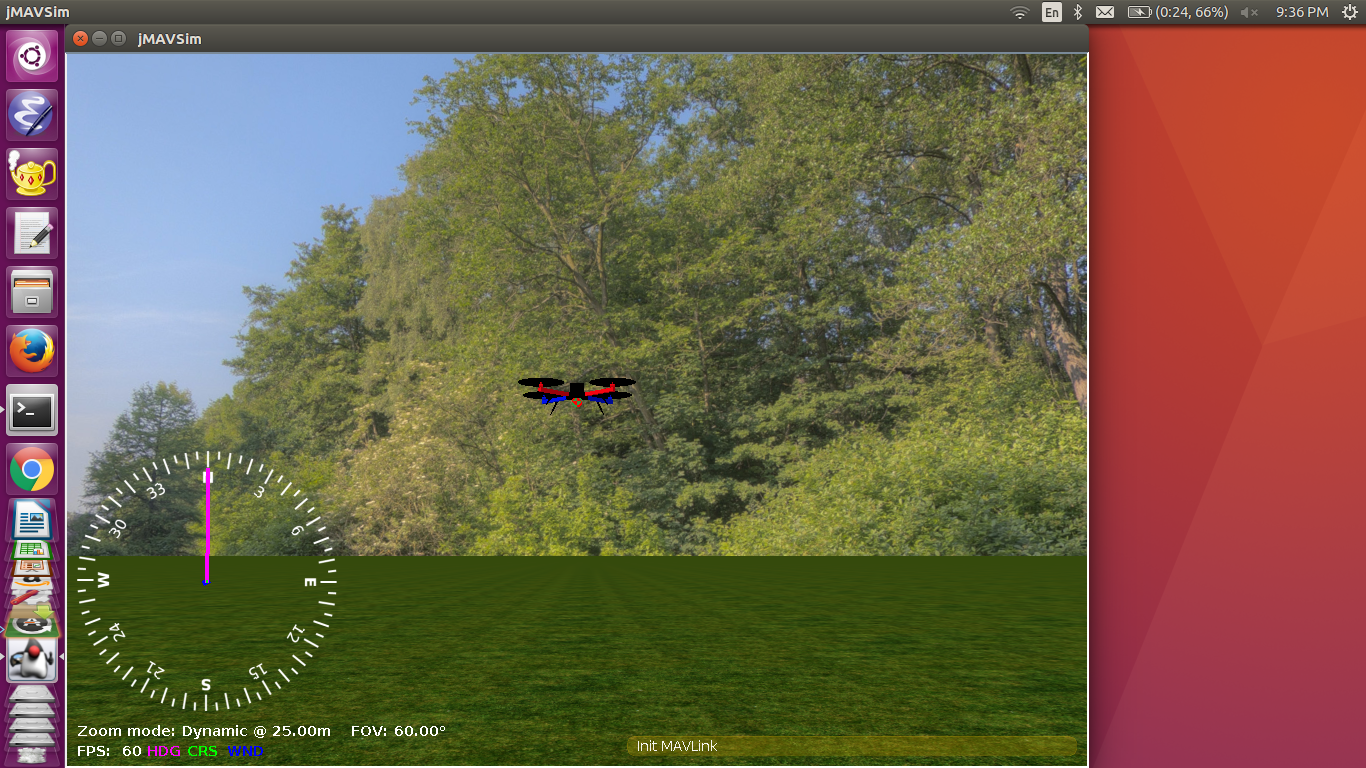 jMAVSim
En
(0:24, 66%)
9:36 PM
jMAVSim
N
33
3
30
6
W
E
24
12
21
15
S
Zoom mode: Dynamic @ 25.00m FOV: 60.00°
FPS: 60 HDG CRS WND
Init MAVLink